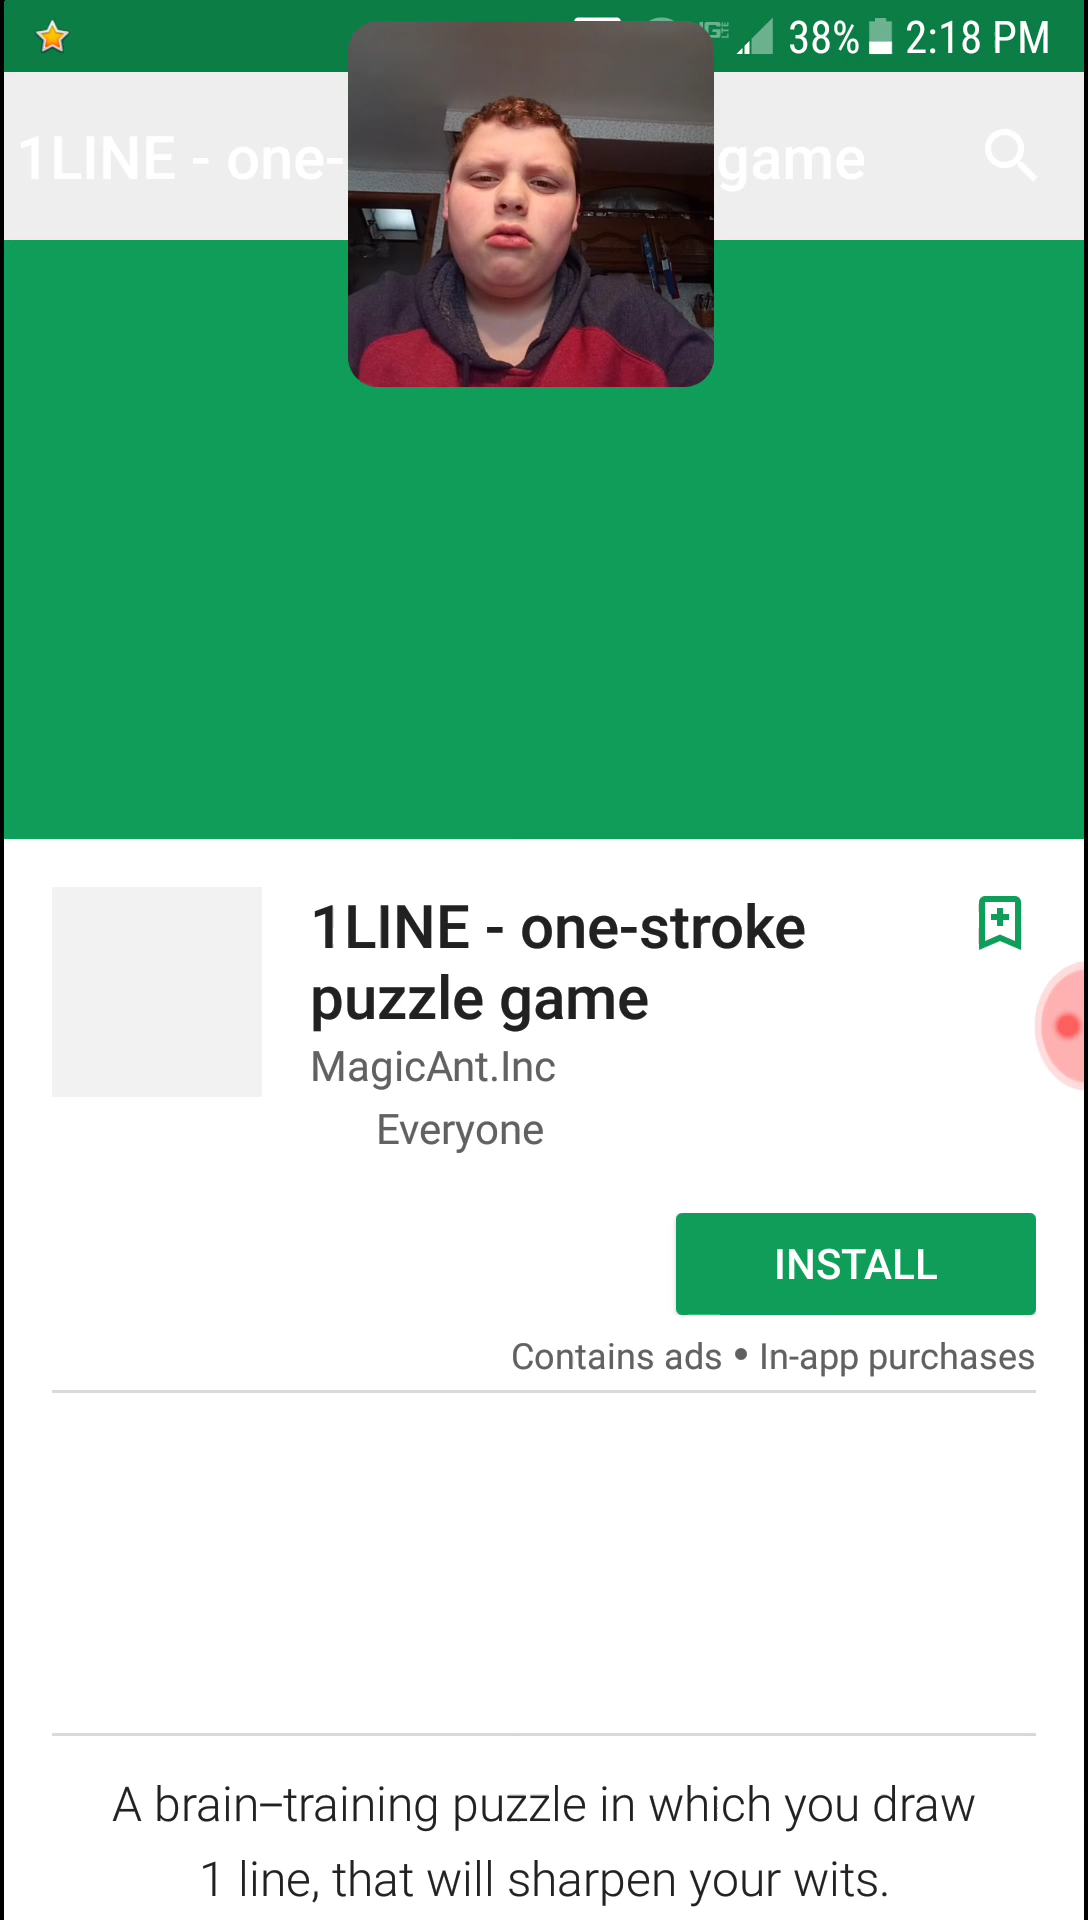 38% 2:18 PM
1LINE - one- game
1LINE - one-stroke
puzzle game
MagicAnt.Inc
Everyone
INSTALL
Contains ads • In-app purchases
A brain–training puzzle in which you draw
1 line, that will sharpen your wits.